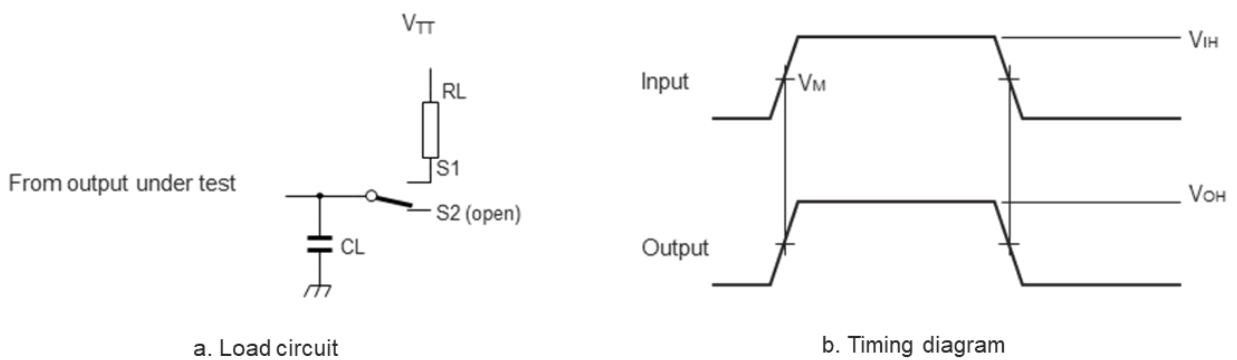 VTT
RL
S1
From output under test
S2 (open)
CL
a. Load circuit
VIH
Input
VM
VOH
Output
b. Timing diagram